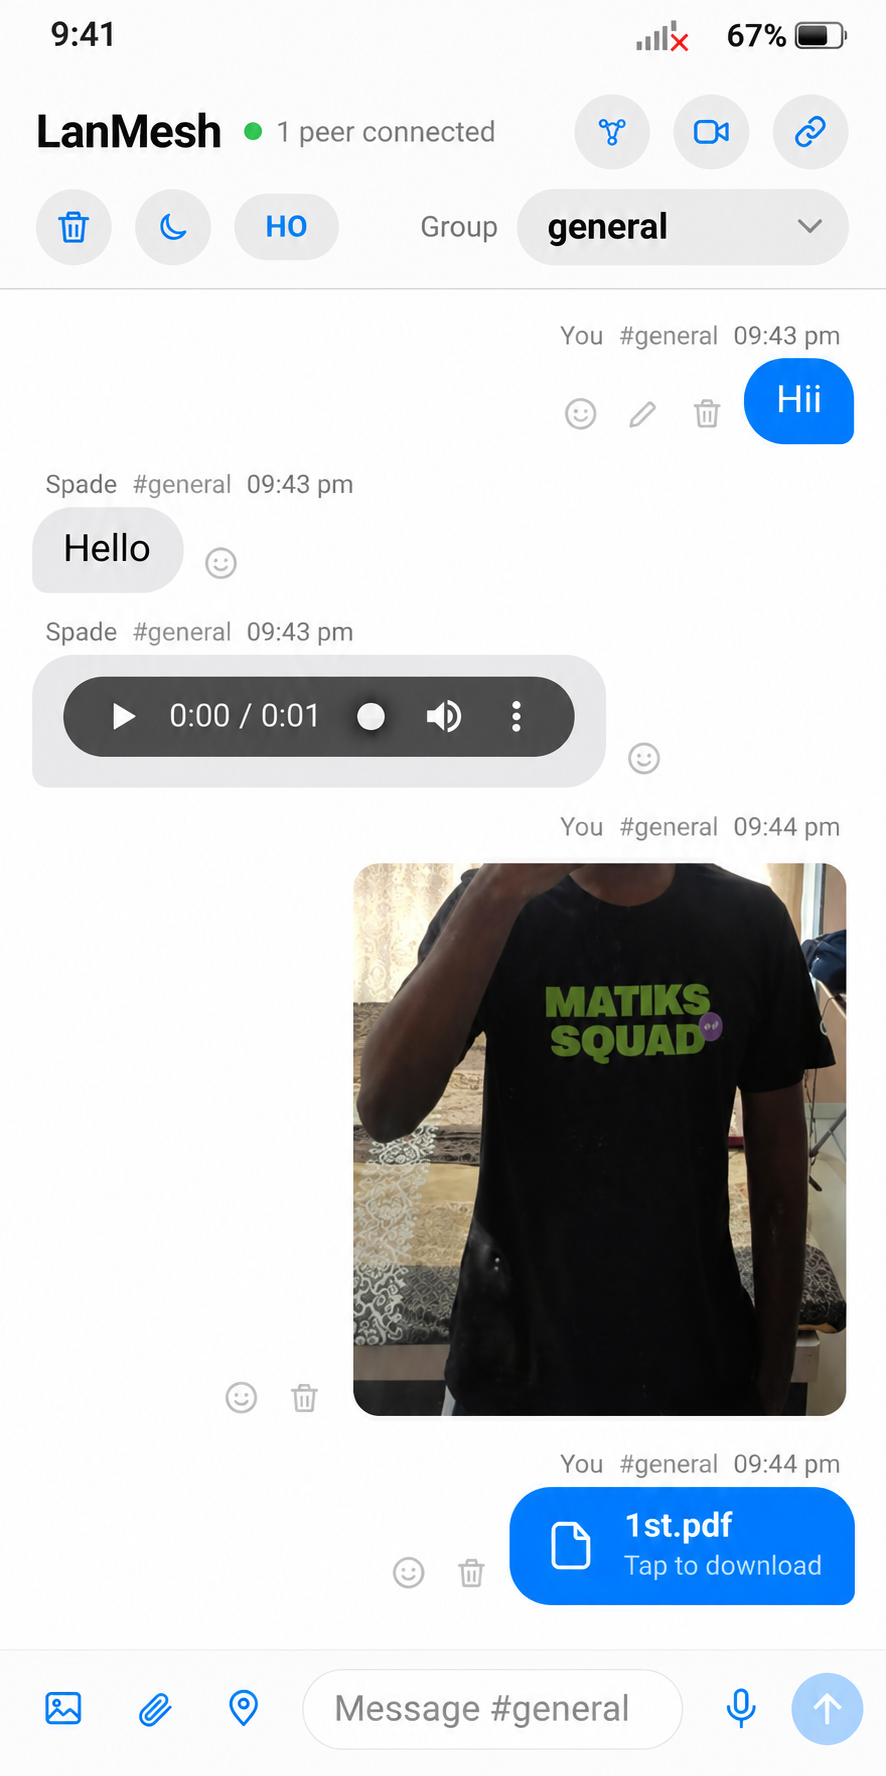 9:41 67%
LanMesh 1 peer connected
HO Group general
You #general 09:43 pm
Hii
Spade #general 09:43 pm
Hello
Spade #general 09:43 pm
0:00 / 0:01
You #general 09:44 pm
MATIKS
SQUAD
You #general 09:44 pm
1st.pdf
Tap to download
Message #general